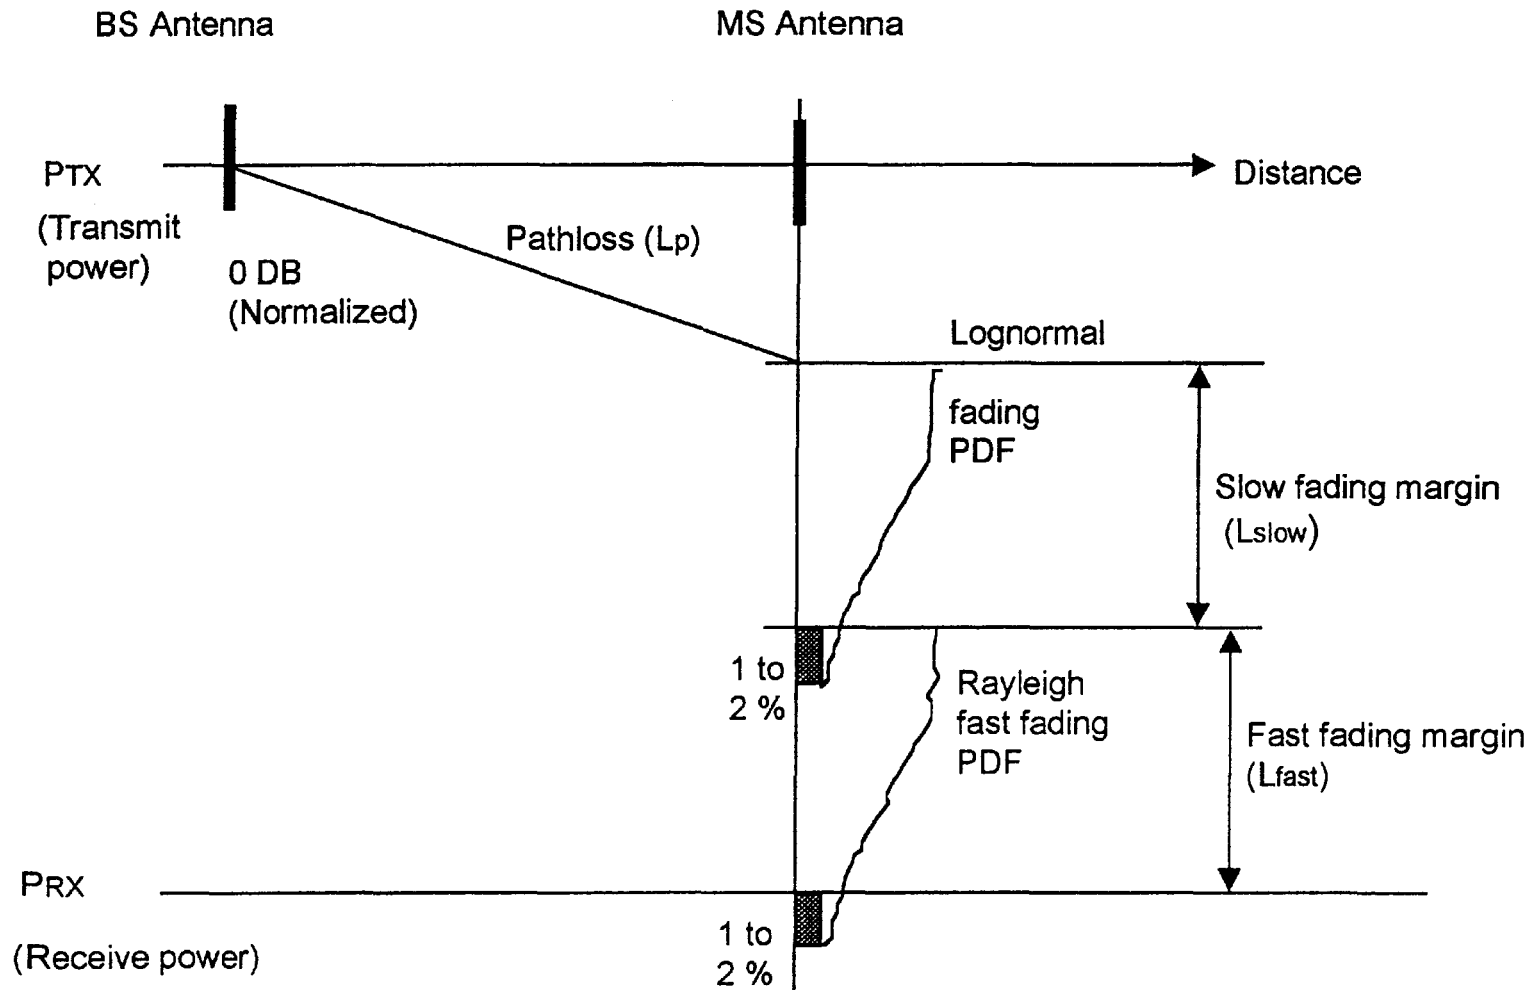 BS Antenna
MS Antenna
PTX
(Transmit
power)
0 DB
(Normalized)
Pathloss (Lp)
Distance
Lognormal
fading
PDF
Slow fading margin
(Lslow)
1 to
2 %
Rayleigh
fast fading
PDF
Fast fading margin
(Lfast)
PRX
(Receive power)
1 to
2 %